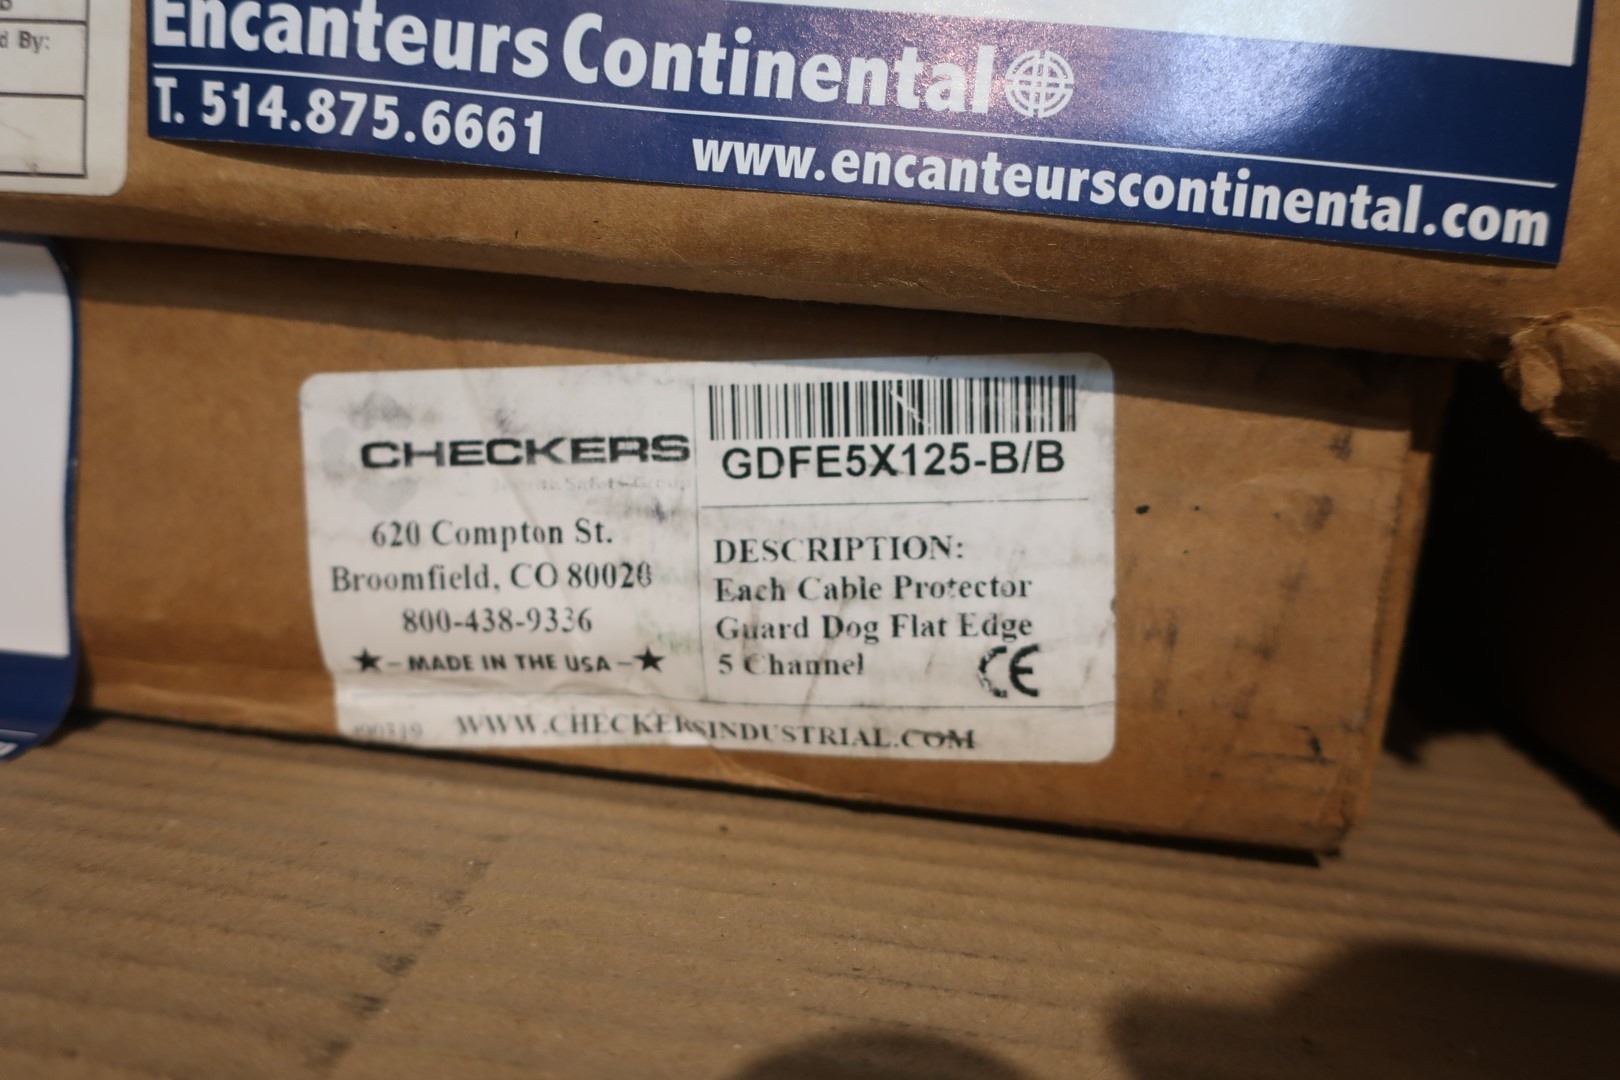 d By:
Encanteurs Continental
T. 514.875.6661
www.encanteurscontinental.com
CHECKERS
620 Compton St.
Broomfield, CO 80020
800-438-9336
★ – MADE IN THE USA – ★
GDFE5X125-B/B
DESCRIPTION:
Each Cable Protector
Guard Dog Flat Edge
5 Channel
CE
WWW.CHECKERSINDUSTRIAL.COM